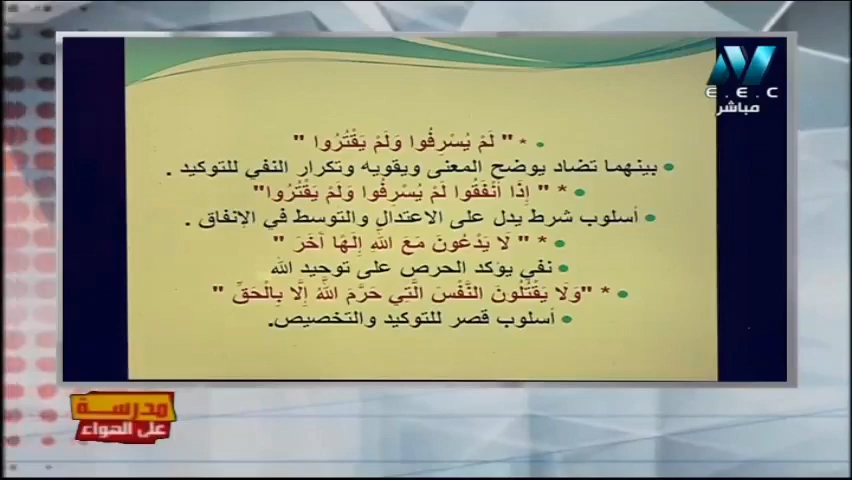 E.E.C
مباشر
* " لَمْ يُسْرِفُوا وَلَمْ يَقْتُرُوا "
بينهما تضاد يوضح المعنى ويقويه وتكرار النفي للتوكيد .
* " إِذَا أَنْفَقُوا لَمْ يُسْرِفُوا وَلَمْ يَقْتُرُوا"
أسلوب شرط يدل على الاعتدال والتوسط في الإنفاق .
* " لَا يَدْعُونَ مَعَ اللَّهِ إِلَهًا آخَرَ "
نفي يؤكد الحرص على توحيد الله
* "وَلَا يَقْتُلُونَ النَّفْسَ الَّتِي حَرَّمَ اللَّهُ إِلَّا بِالْحَقِّ "
أسلوب قصر للتوكيد والتخصيص.
مدرسة
على الهواء